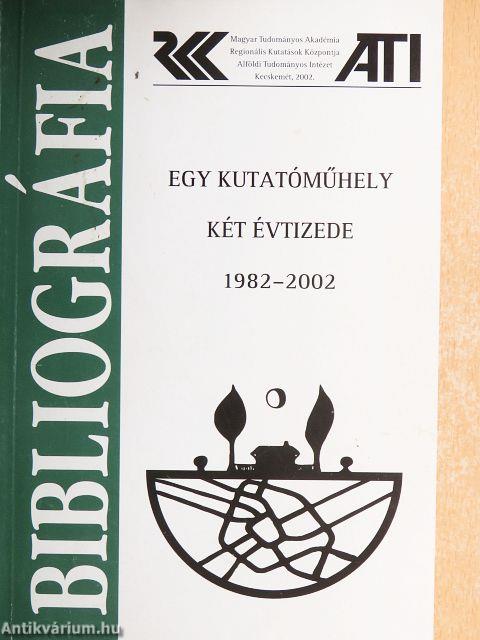 BIBLIOGRÁFIA
RKK
Magyar Tudományos Akadémia
Regionális Kutatások Központja
Alföldi Tudományos Intézet
Kecskemét, 2002.
ATI
EGY KUTATÓMŰHELY
KÉT ÉVTIZEDE
1982–2002
Antikvárium.hu